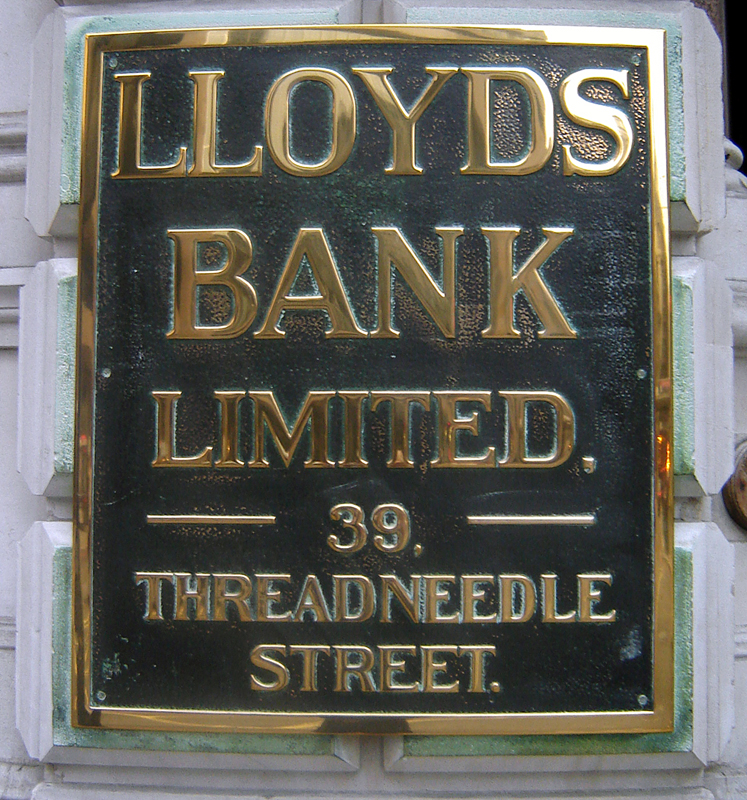 LLOYDS
BANK
LIMITED,
39,
THREADNEEDLE
STREET.